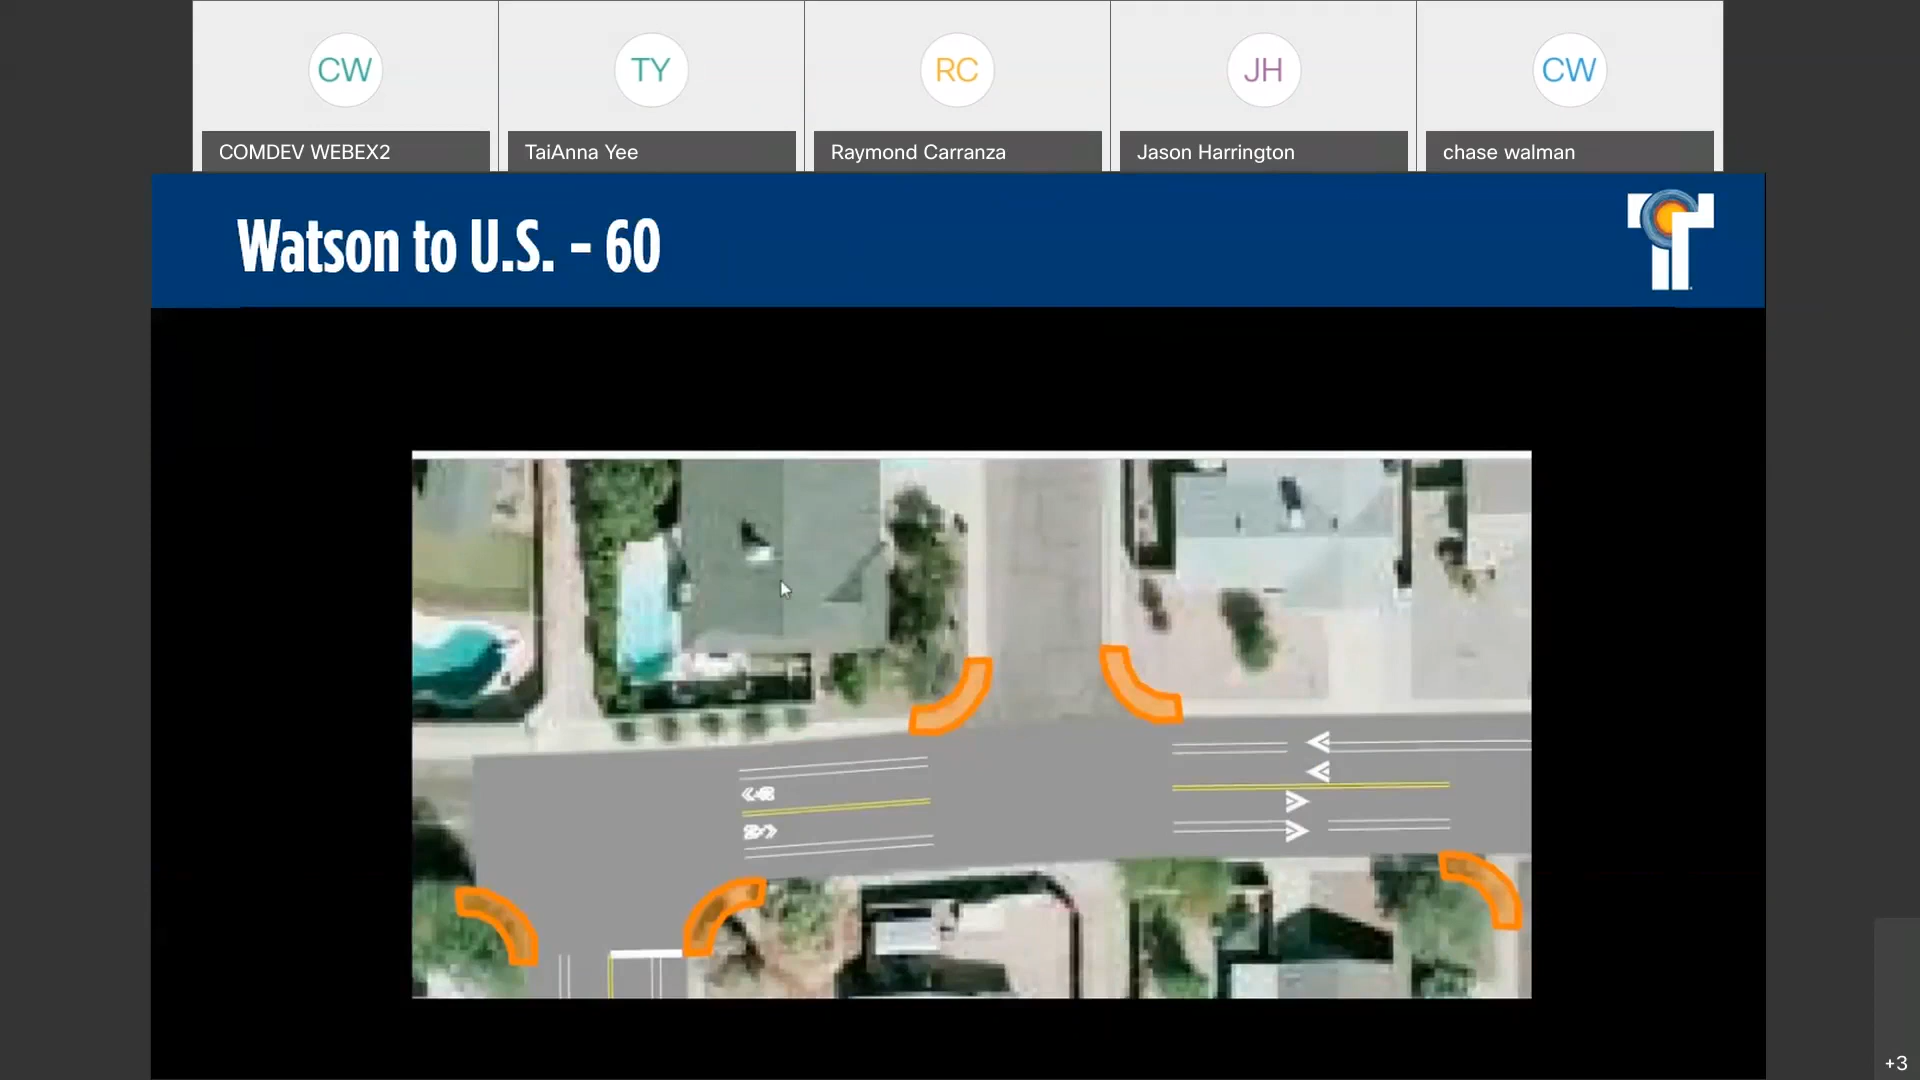 CW
TY
RC
JH
CW
COMDEV WEBEX2
TaiAnna Yee
Raymond Carranza
Jason Harrington
chase walman
Watson to U.S. - 60
+3